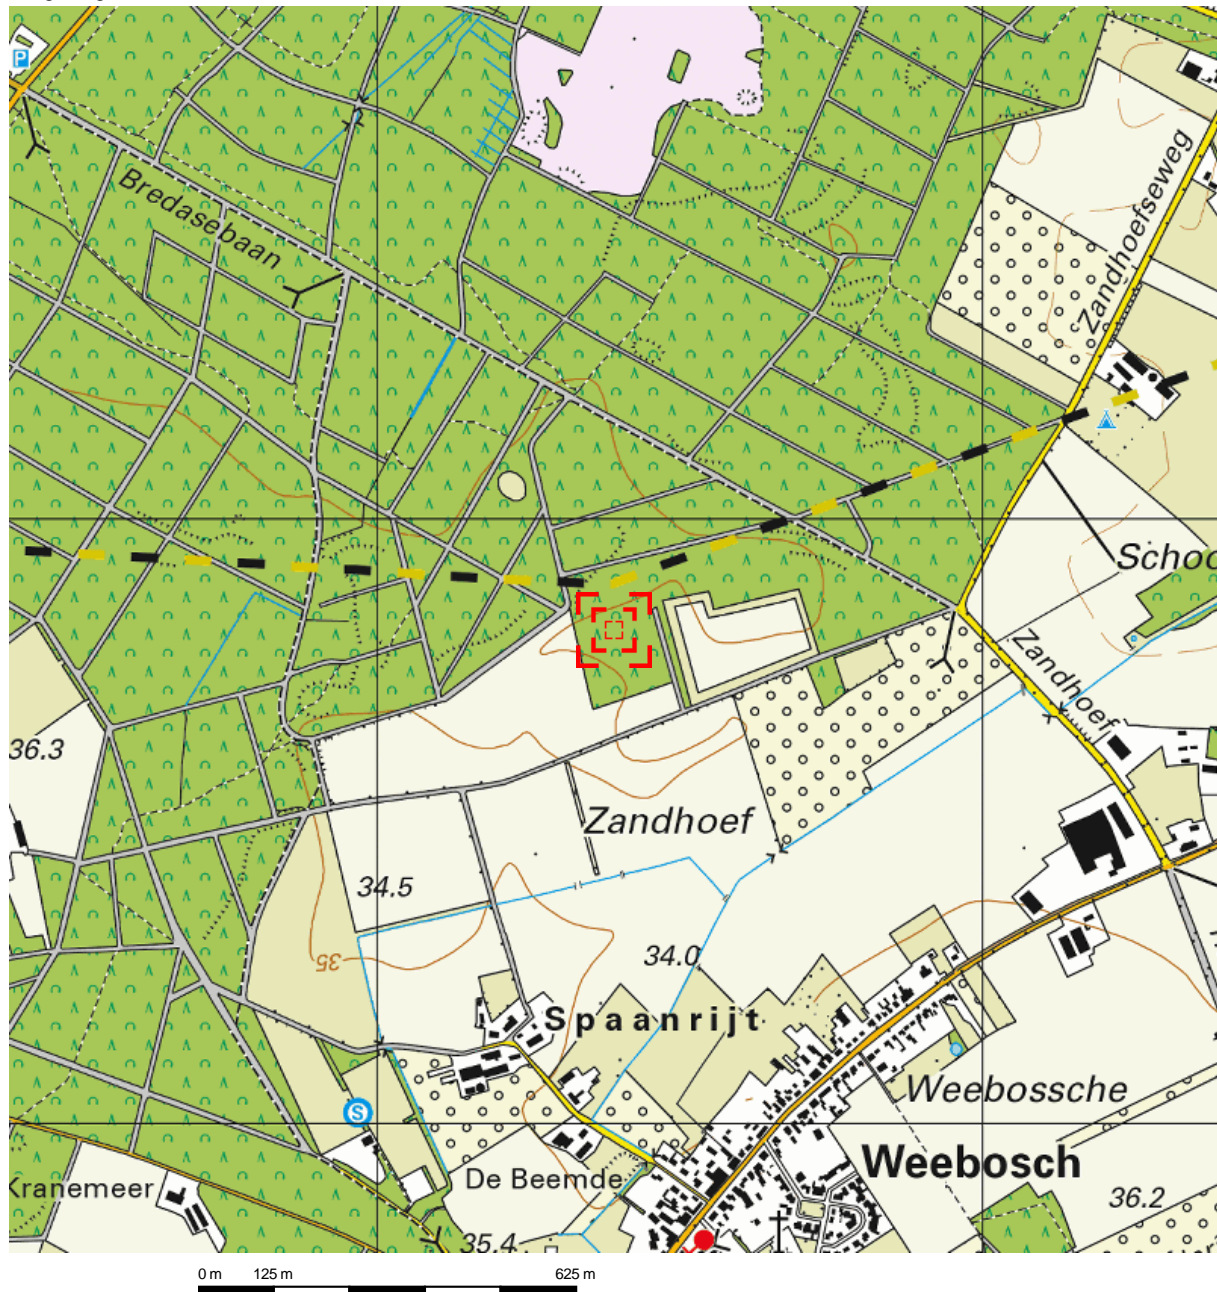 P
Bredasebaan
Zandhoefseweg
Schoo
Zandhoef
36.3
Zandhoef
34.5
34.0
35
Spaanrijt
Weebossche
S
Weebosch
De Beemde
Kranemeer
36.2
35.4
0 m 125 m 625 m